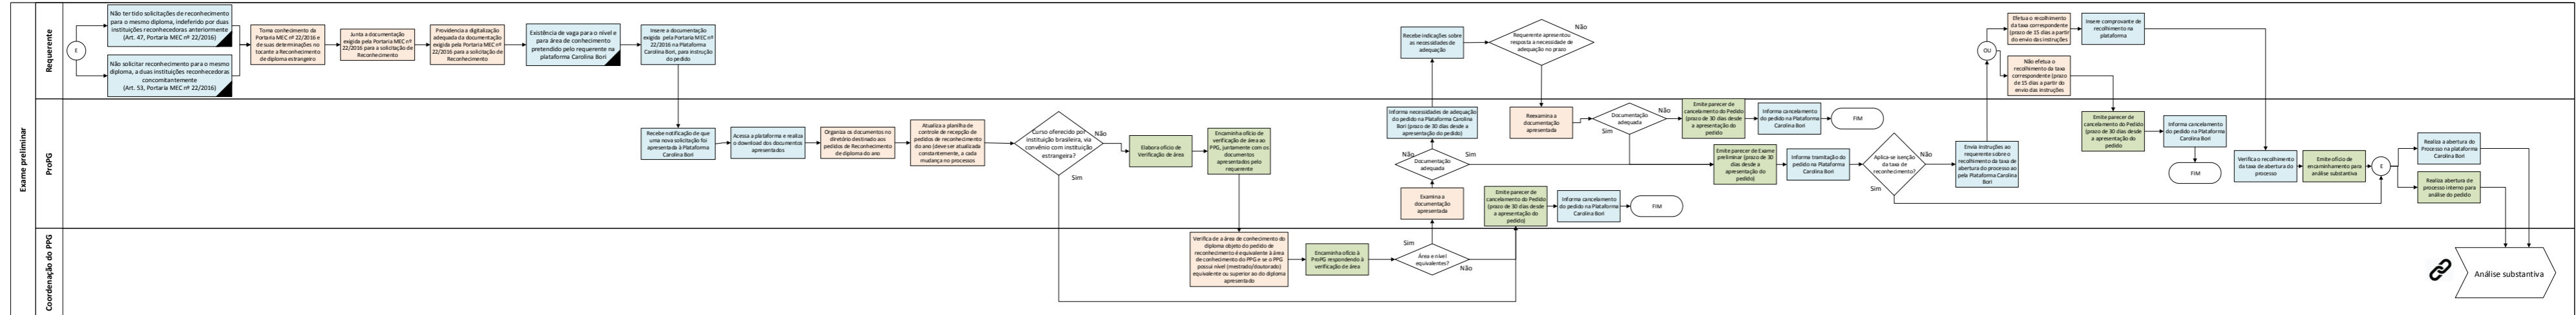 Exame preliminar
Requerente
E
Não ter tido solicitações de reconhecimento
para o mesmo diploma, indeferido por duas
instituições reconhecedoras anteriormente
(Art. 47, Portaria MEC nº 22/2016)
Não solicitar reconhecimento para o mesmo
diploma, a duas instituições reconhecedoras
concomitantemente
(Art. 53, Portaria MEC nº 22/2016)
Toma conhecimento da
Portaria MEC nº 22/2016 e
de suas determinações no
tocante a Reconhecimento
de diploma estrangeiro
Junta a documentação
exigida pela Portaria MEC nº
22/2016 para a solicitação de
Reconhecimento
Providencia a digitalização
adequada da documentação
exigida pela Portaria MEC nº
22/2016 para a solicitação de
Reconhecimento
Existência de vaga para o nível e
para área de conhecimento
pretendido pelo requerente na
plataforma Carolina Bori
Insere a documentação
exigida pela Portaria MEC nº
22/2016 na Plataforma
Carolina Bori, para instrução
do pedido
Recebe indicações sobre
as necessidades de
adequação
Requerente apresentou
resposta a necessidade de
adequação no prazo
Não
OU
Efetua o recolhimento
da taxa correspondente
(prazo de 15 dias a partir
do envio das instruções
Insere comprovante de
recolhimento na
plataforma
Não efetua o
recolhimento da taxa
correspondente (prazo
de 15 dias a partir do
envio das instruções
ProPG
Recebe notificação de que
uma nova solicitação foi
apresentada à Plataforma
Carolina Bori
Acessa a plataforma e realiza
o download dos documentos
apresentados
Organiza os documentos no
diretório destinado aos
pedidos de Reconhecimento
de diploma do ano
Atualiza a planilha de
controle de recepção de
pedidos de reconhecimento
do ano (deve ser atualizada
constantemente, a cada
mudança no processos
Curso oferecido por
instituição brasileira, via
convênio com instituição
estrangeira?
Não
Sim
Elabora ofício de
Verificação de área
Encaminha ofício de
verificação de área ao
PPG, juntamente com os
documentos
apresentados pelo
requerente
Informa necessidades de adequação
do pedido na Plataforma Carolina
Bori (prazo de 30 dias desde a
apresentação do pedido)
Não
Sim
Documentação
adequada
Examina a
documentação
apresentada
Emite parecer de
cancelamento do Pedido
(prazo de 30 dias desde
a apresentação do
pedido)
Informa cancelamento
do pedido na Plataforma
Carolina Bori
FIM
Reexamina a
documentação
apresentada
Documentação
adequada
Não
Sim
Emite parecer de
cancelamento do Pedido
(prazo de 30 dias desde
a apresentação do
pedido
Informa cancelamento
do pedido na Plataforma
Carolina Bori
FIM
Emite parecer de Exame
preliminar (prazo de 30
dias desde a
apresentação do
pedido)
Informa tramitação do
pedido na Plataforma
Carolina Bori
Aplica-se isenção
da taxa de
reconhecimento?
Não
Sim
Envia instruções ao
requerente sobre o
recolhimento da taxa de
abertura do processo ao
pela Plataforma Carolina
Bori
Emite parecer de
cancelamento do Pedido
(prazo de 30 dias desde
a apresentação do
pedido
Informa cancelamento
do pedido na Plataforma
Carolina Bori
FIM
Verifica o recolhimento
da taxa de abertura do
processo
Emite ofício de
encaminhamento para
análise substantiva
E
Realiza a abertura do
Processo na plataforma
Carolina Bori
Realiza abertura de
processo interno para
análise do pedido
Coordenação do PPG
Verifica de a área de conhecimento do
diploma objeto do pedido de
reconhecimento é equivalente à área
de conhecimento do PPG e se o PPG
possui nível (mestrado/doutorado)
equivalente ou superior ao do diploma
apresentado
Encaminha ofício à
ProPG respondendo à
verificação de área
Sim
Área e nível
equivalentes?
Não
Análise substantiva